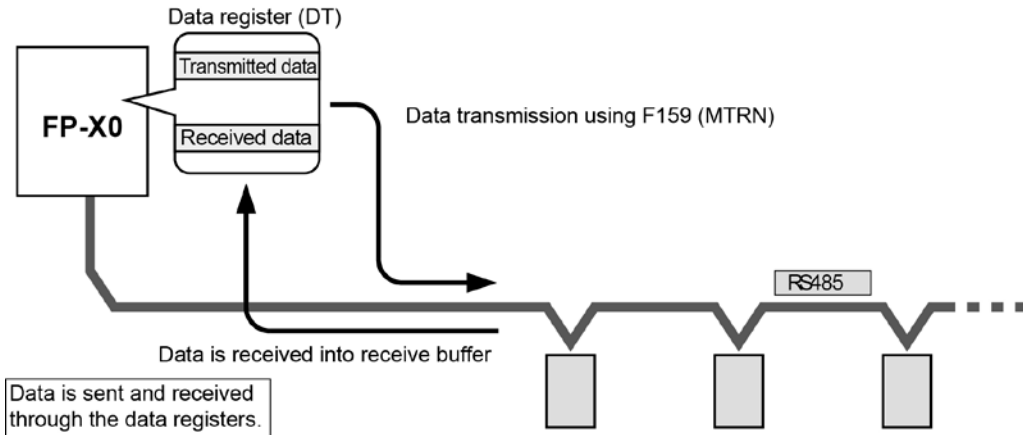 Data register (DT)
Transmitted data
FP-X0
Received data
Data transmission using F159 (MTRN)
RS485
Data is received into receive buffer
Data is sent and received
through the data registers.